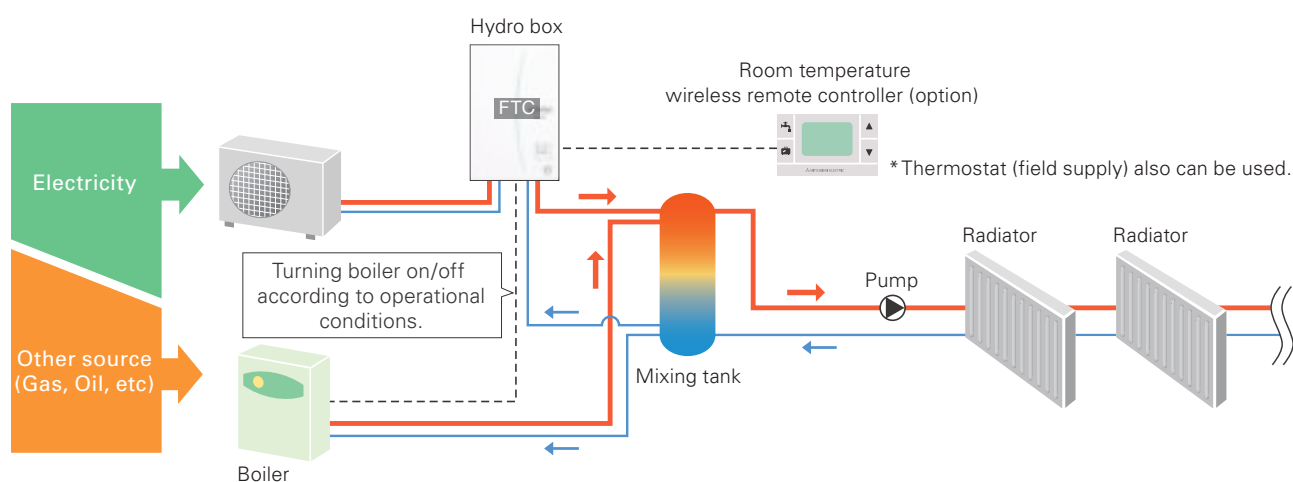 Hydro box
FTC
Room temperature
wireless remote controller (option)
* Thermostat (field supply) also can be used.
Electricity
Turning boiler on/off
according to operational
conditions.
Radiator
Radiator
Pump
Other source
(Gas, Oil, etc)
Mixing tank
Boiler